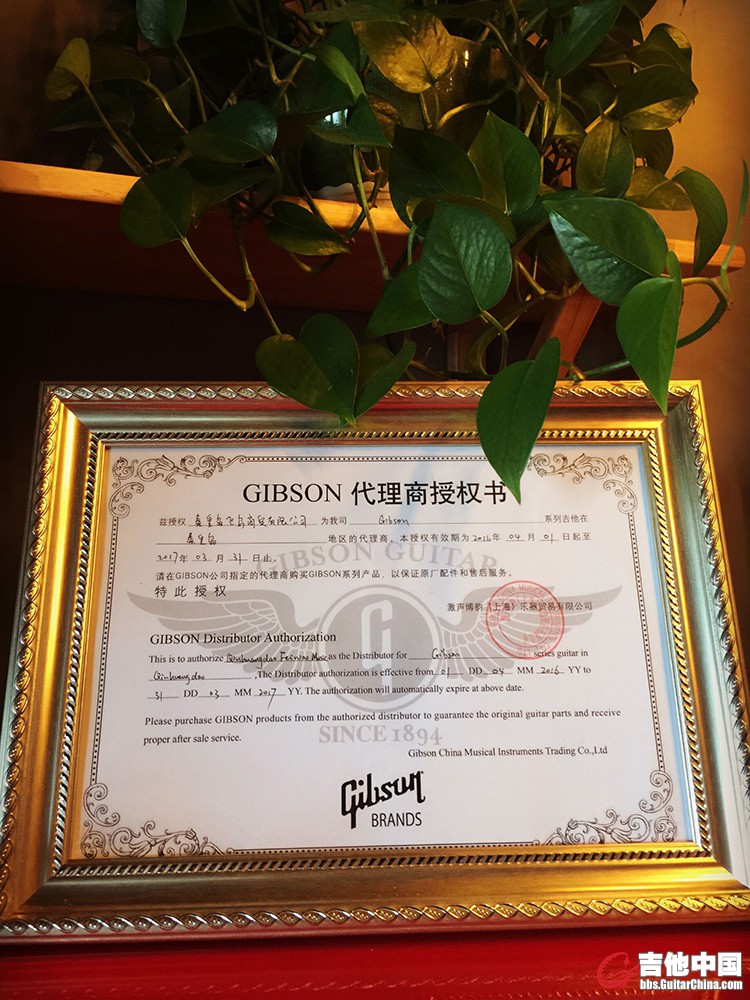 GIBSON 代理商授权书
兹授权 秦皇岛飞鸟商贸有限公司 为我司 Gibson 系列吉他在
秦皇岛 地区的代理商。本授权有效期为 2016 年 04 月 01 日起至
2017 年 03 月 31 日止。
请在GIBSON公司指定的代理商购买GIBSON系列产品，以保证原厂配件和售后服务。
特此授权
GIBSON GUITAR
激声博韵（上海）乐器贸易有限公司
GIBSON Distributor Authorization
This is to authorize Qinhuangdao Music as the Distributor for Gibson series guitar in
Qinhuangdao ,The Distributor authorization is effective from 01 DD 04 MM 2016 YY to
31 DD 03 MM 2017 YY. The authorization will automatically expire at above date.
Please purchase GIBSON products from the authorized distributor to guarantee the original guitar parts and receive
proper after sale service.
SINCE 1894
Gibson China Musical Instruments Trading Co.,Ltd
Gibson
BRANDS
吉他中国
bbs.GuitarChina.com